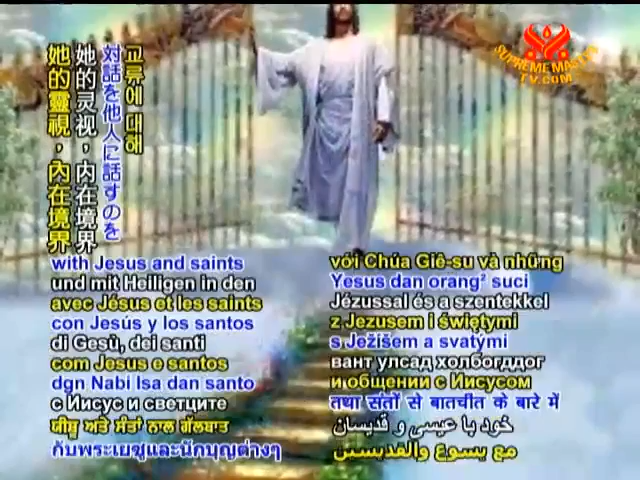 SUPREME MASTER
TV.COM
她的靈視，內在境界
她的灵视，内在境界
対話を他人に話すのを
교류에 대해
with Jesus and saints
und mit Heiligen in den
avec Jésus et les saints
con Jesús y los santos
di Gesù, dei santi
com Jesus e santos
dgn Nabi Isa dan santo
с Иисус и светците
ਯੀਸ਼ੂ ਅਤੇ ਸੰਤਾਂ ਨਾਲ ਗੱਲਬਾਤ
กับพระเยซูและนักบุญต่างๆ
với Chúa Giê-su và những
Yesus dan orang² suci
Jézussal és a szentekkel
z Jezusem i świętymi
s Ježíšem a svatými
вант улсад холбогддог
и общении с Иисусом
तथा संतों से बातचीत के बारे में
خود با عیسی و قدیسان
مع يسوع والقديسين